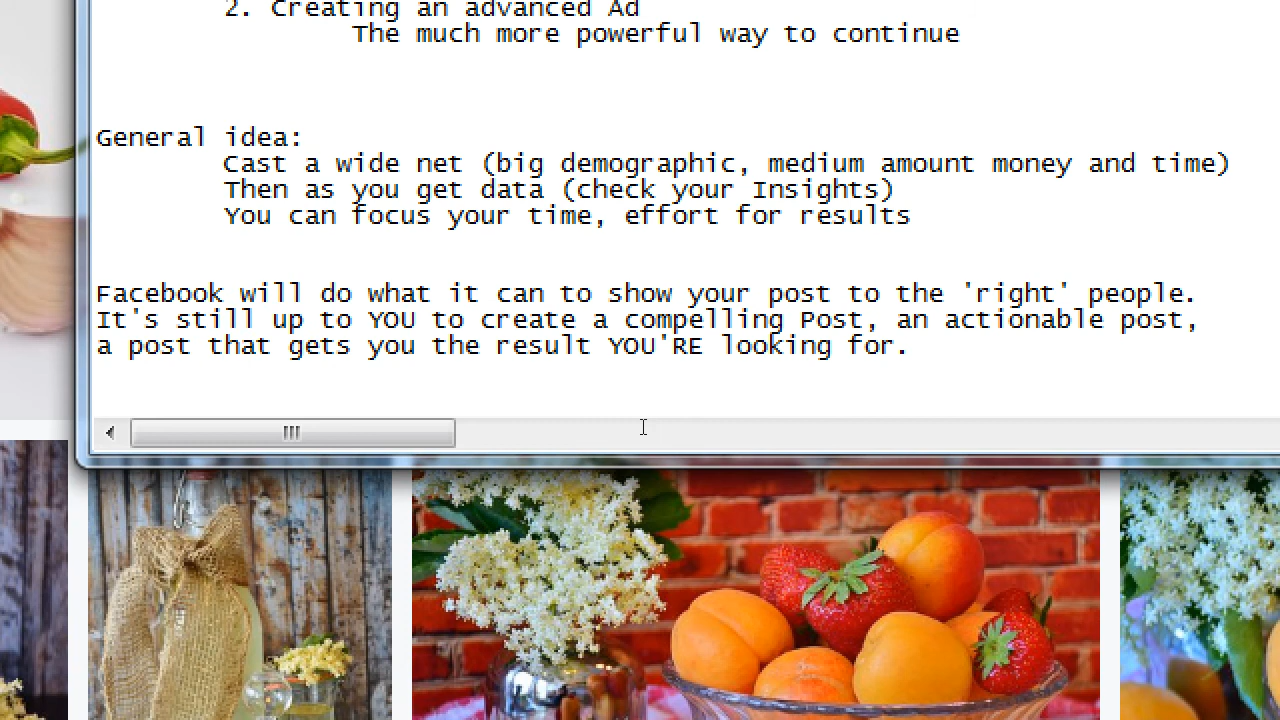 2. Creating an advanced Ad
The much more powerful way to continue
General idea:
Cast a wide net (big demographic, medium amount money and time)
Then as you get data (check your Insights)
You can focus your time, effort for results
Facebook will do what it can to show your post to the 'right' people.
It's still up to YOU to create a compelling Post, an actionable post,
a post that gets you the result YOU'RE looking for.